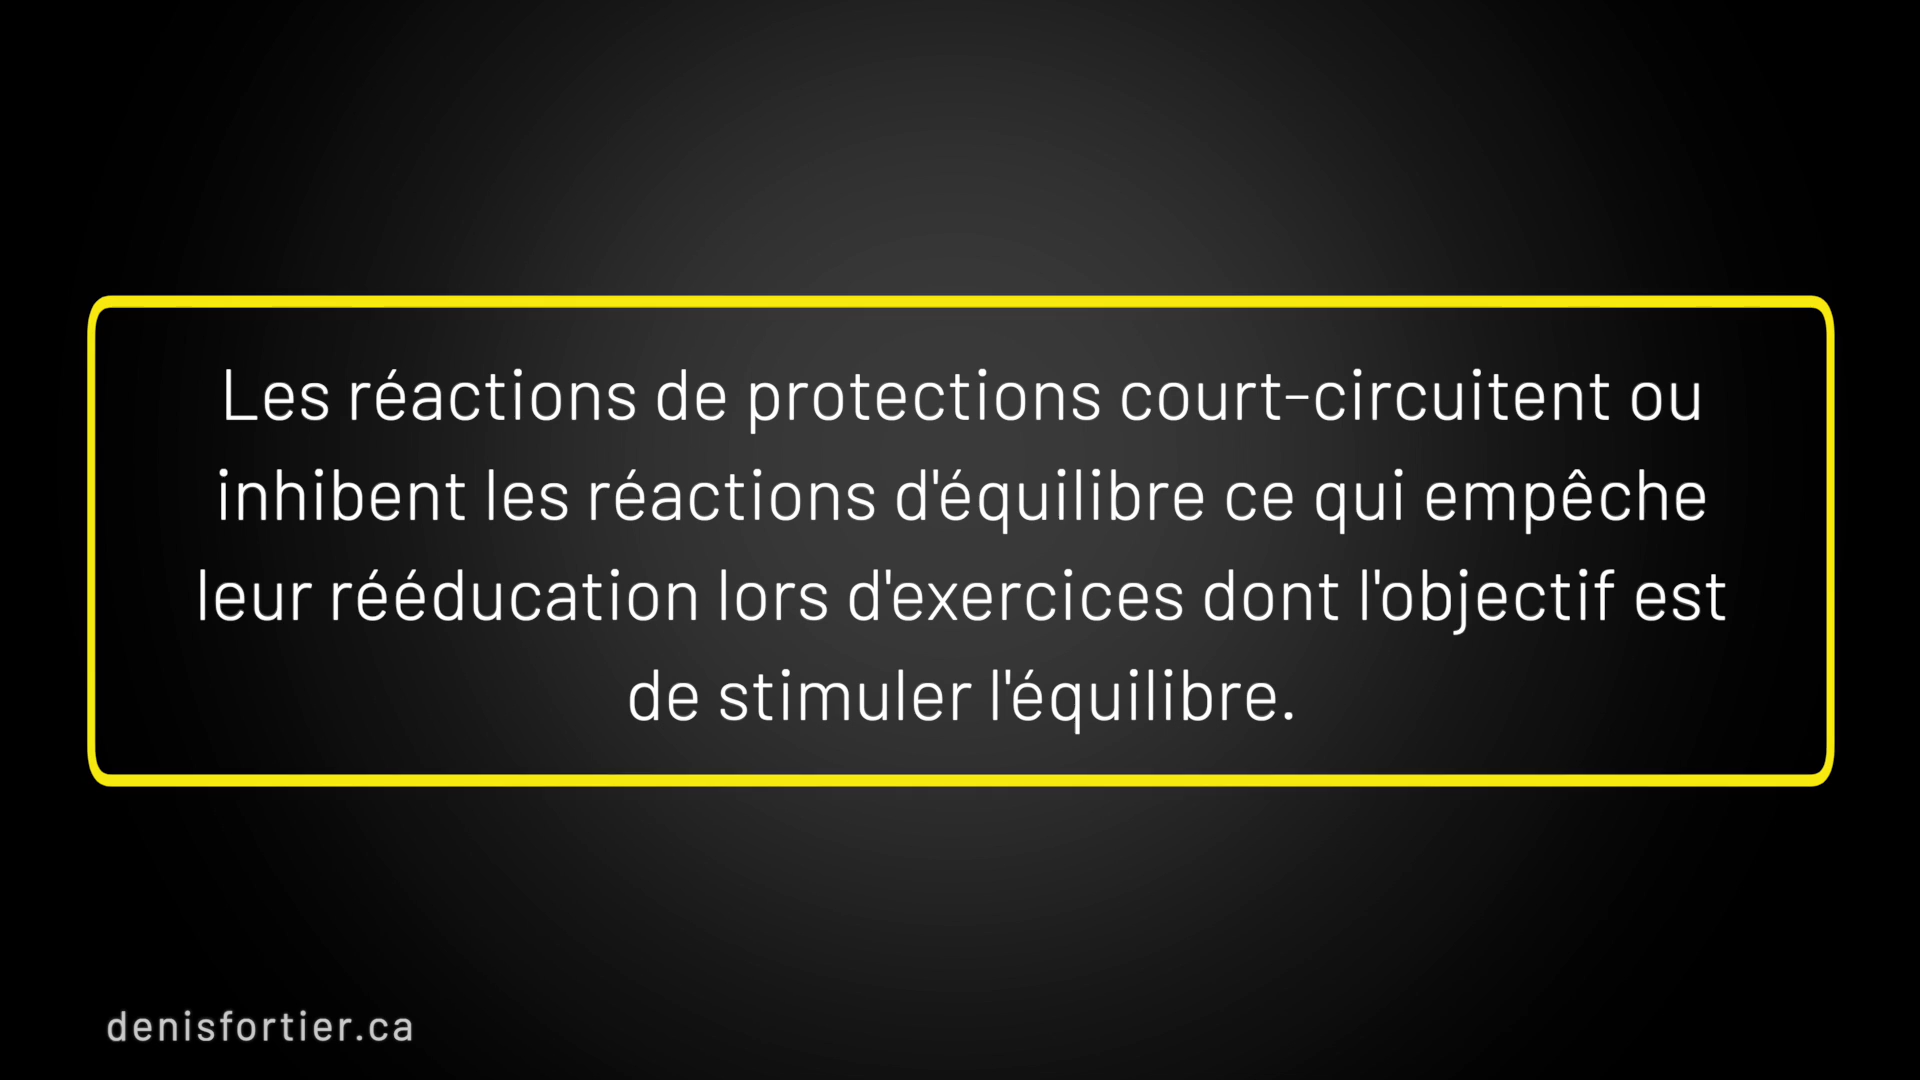 Les réactions de protections court-circuitent ou
inhibent les réactions d'équilibre ce qui empêche
leur rééducation lors d'exercices dont l'objectif est
de stimuler l'équilibre.
denisfortier.ca